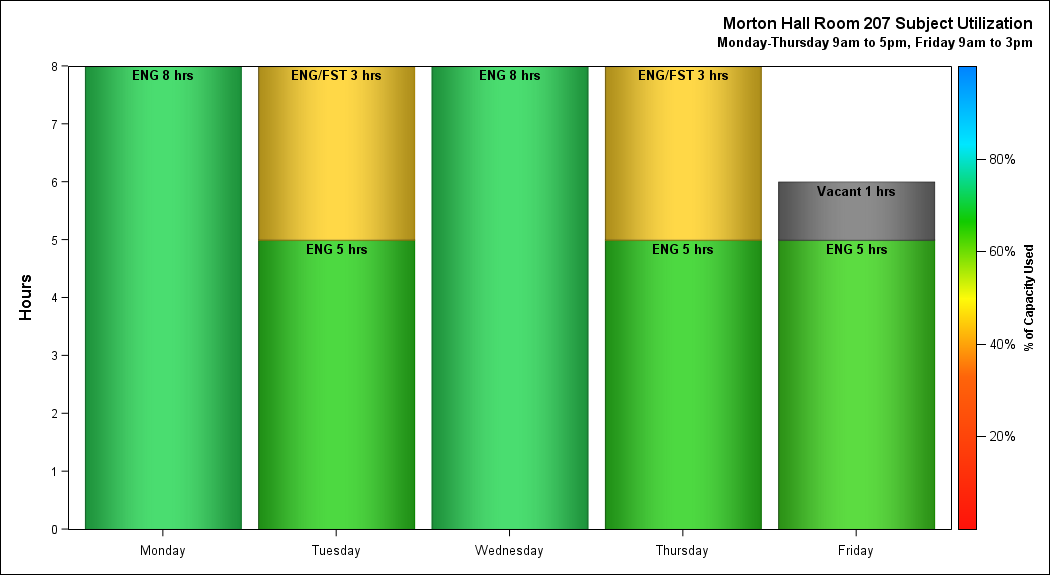 Morton Hall Room 207 Subject Utilization
Monday-Thursday 9am to 5pm, Friday 9am to 3pm
8
7
6
5
4
3
2
1
0
Hours
ENG 8 hrs
ENG/FST 3 hrs
ENG 5 hrs
ENG 8 hrs
ENG/FST 3 hrs
ENG 5 hrs
Vacant 1 hrs
ENG 5 hrs
Monday
Tuesday
Wednesday
Thursday
Friday
80%
60%
40%
20%
% of Capacity Used